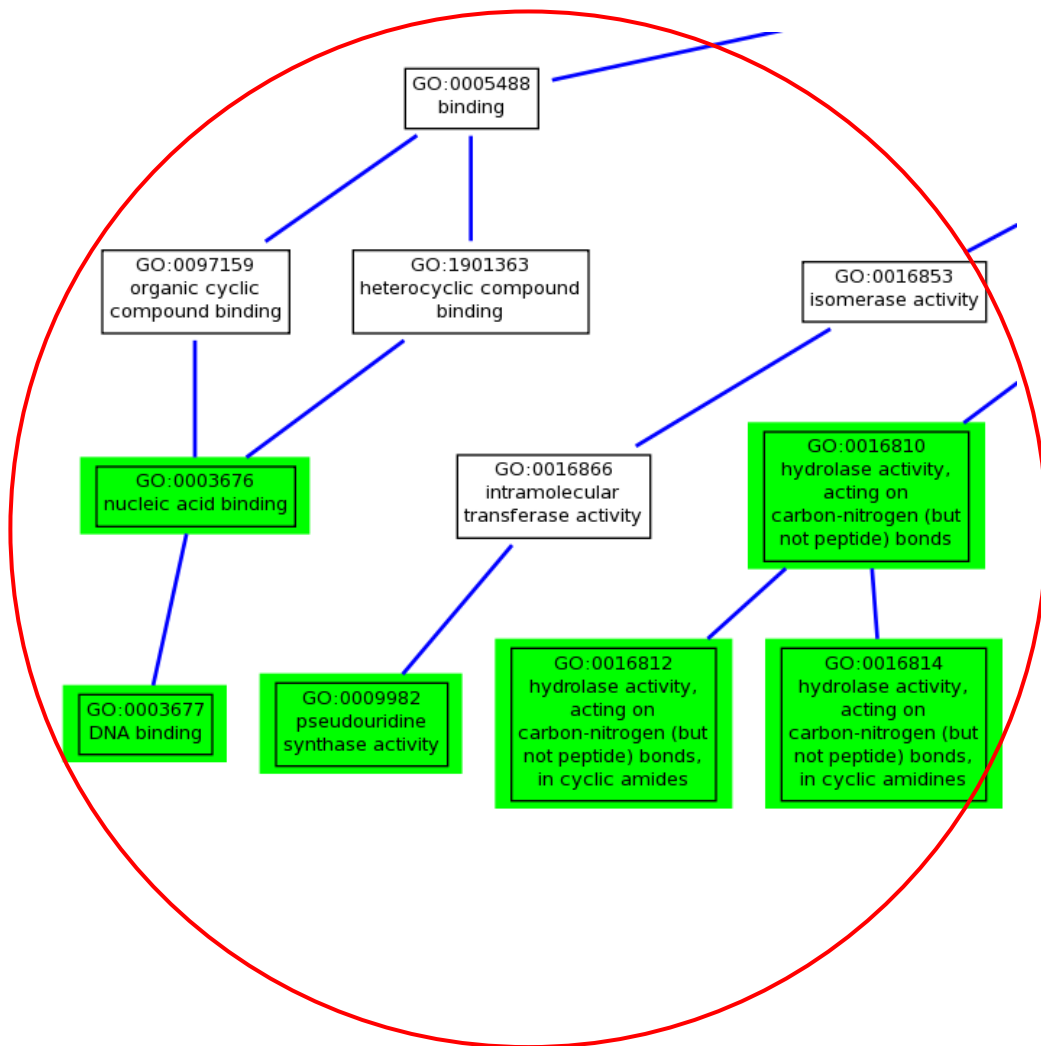 GO:0005488
binding
GO:0097159
organic cyclic
compound binding
GO:1901363
heterocyclic compound
binding
GO:0016853
isomerase activity
GO:0003676
nucleic acid binding
GO:0016866
intramolecular
transferase activity
GO:0016810
hydrolase activity,
acting on
carbon-nitrogen (but
not peptide) bonds
GO:0003677
DNA binding
GO:0009982
pseudouridine
synthase activity
GO:0016812
hydrolase activity,
acting on
carbon-nitrogen (but
not peptide) bonds,
in cyclic amides
GO:0016814
hydrolase activity,
acting on
carbon-nitrogen (but
not peptide) bonds,
in cyclic amidines